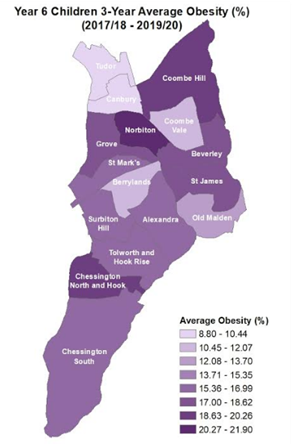 Year 6 Children 3-Year Average Obesity (%)
(2017/18 - 2019/20)
Tudor
Coombe Hill
Canbury
Coombe
Vale
Norbiton
Grove
Beverley
St Mark's
Berrylands
St James
Surbiton
Hill
Alexandra
Old Malden
Tolworth and
Hook Rise
Chessington
North and Hook
Chessington
South
Average Obesity (%)
8.80 - 10.44
10.45 - 12.07
12.08 - 13.70
13.71 - 15.35
15.36 - 16.99
17.00 - 18.62
18.63 - 20.26
20.27 - 21.90